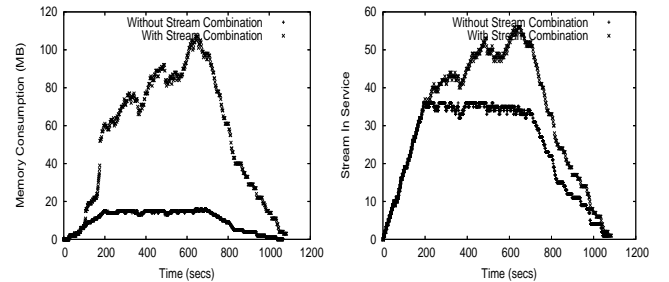 Without Stream Combination
With Stream Combination
Memory Consumption (MB)
120
100
80
60
40
20
0
0 200 400 600 800 1000 1200
Time (secs)
Without Stream Combination
With Stream Combination
Stream In Service
60
50
40
30
20
10
0
0 200 400 600 800 1000 1200
Time (secs)